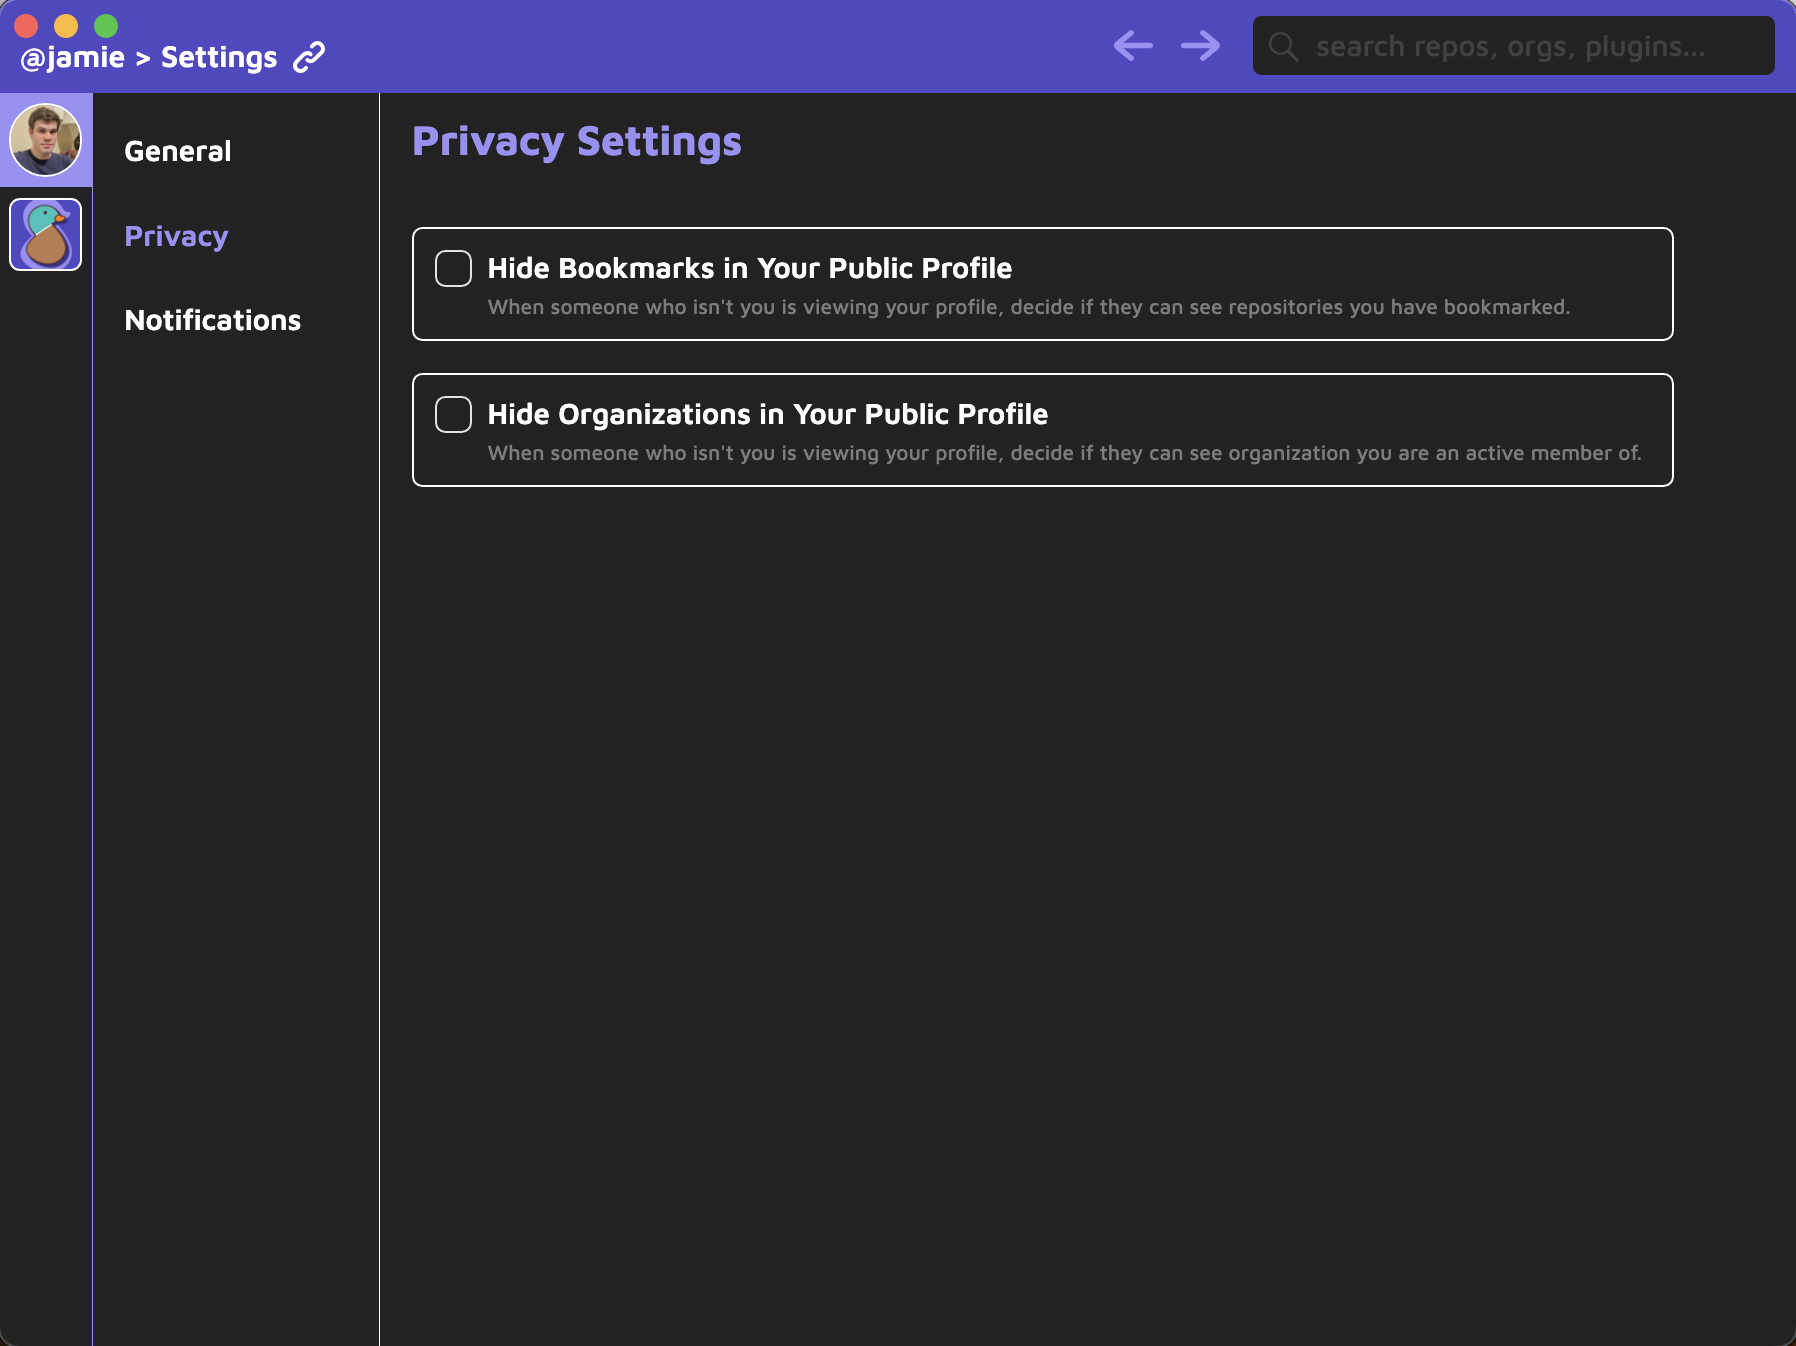 @jamie > Settings
search repos, orgs, plugins...
General
Privacy
Notifications
Privacy Settings
Hide Bookmarks in Your Public Profile
When someone who isn't you is viewing your profile, decide if they can see repositories you have bookmarked.
Hide Organizations in Your Public Profile
When someone who isn't you is viewing your profile, decide if they can see organization you are an active member of.